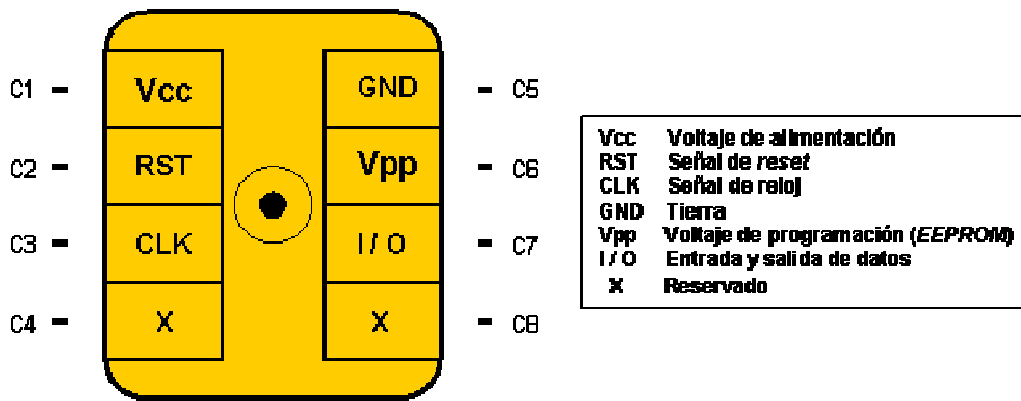 C1 - Vcc GND - C5
C2 - RST Vpp - C6
C3 - CLK I / O - C7
C4 - X X - C8
Vcc Voltaje de alimentación
RST Señal de reset
CLK Señal de reloj
GND Tierra
Vpp Voltaje de programación (EEPROM)
I / O Entrada y salida de datos
X Reservado